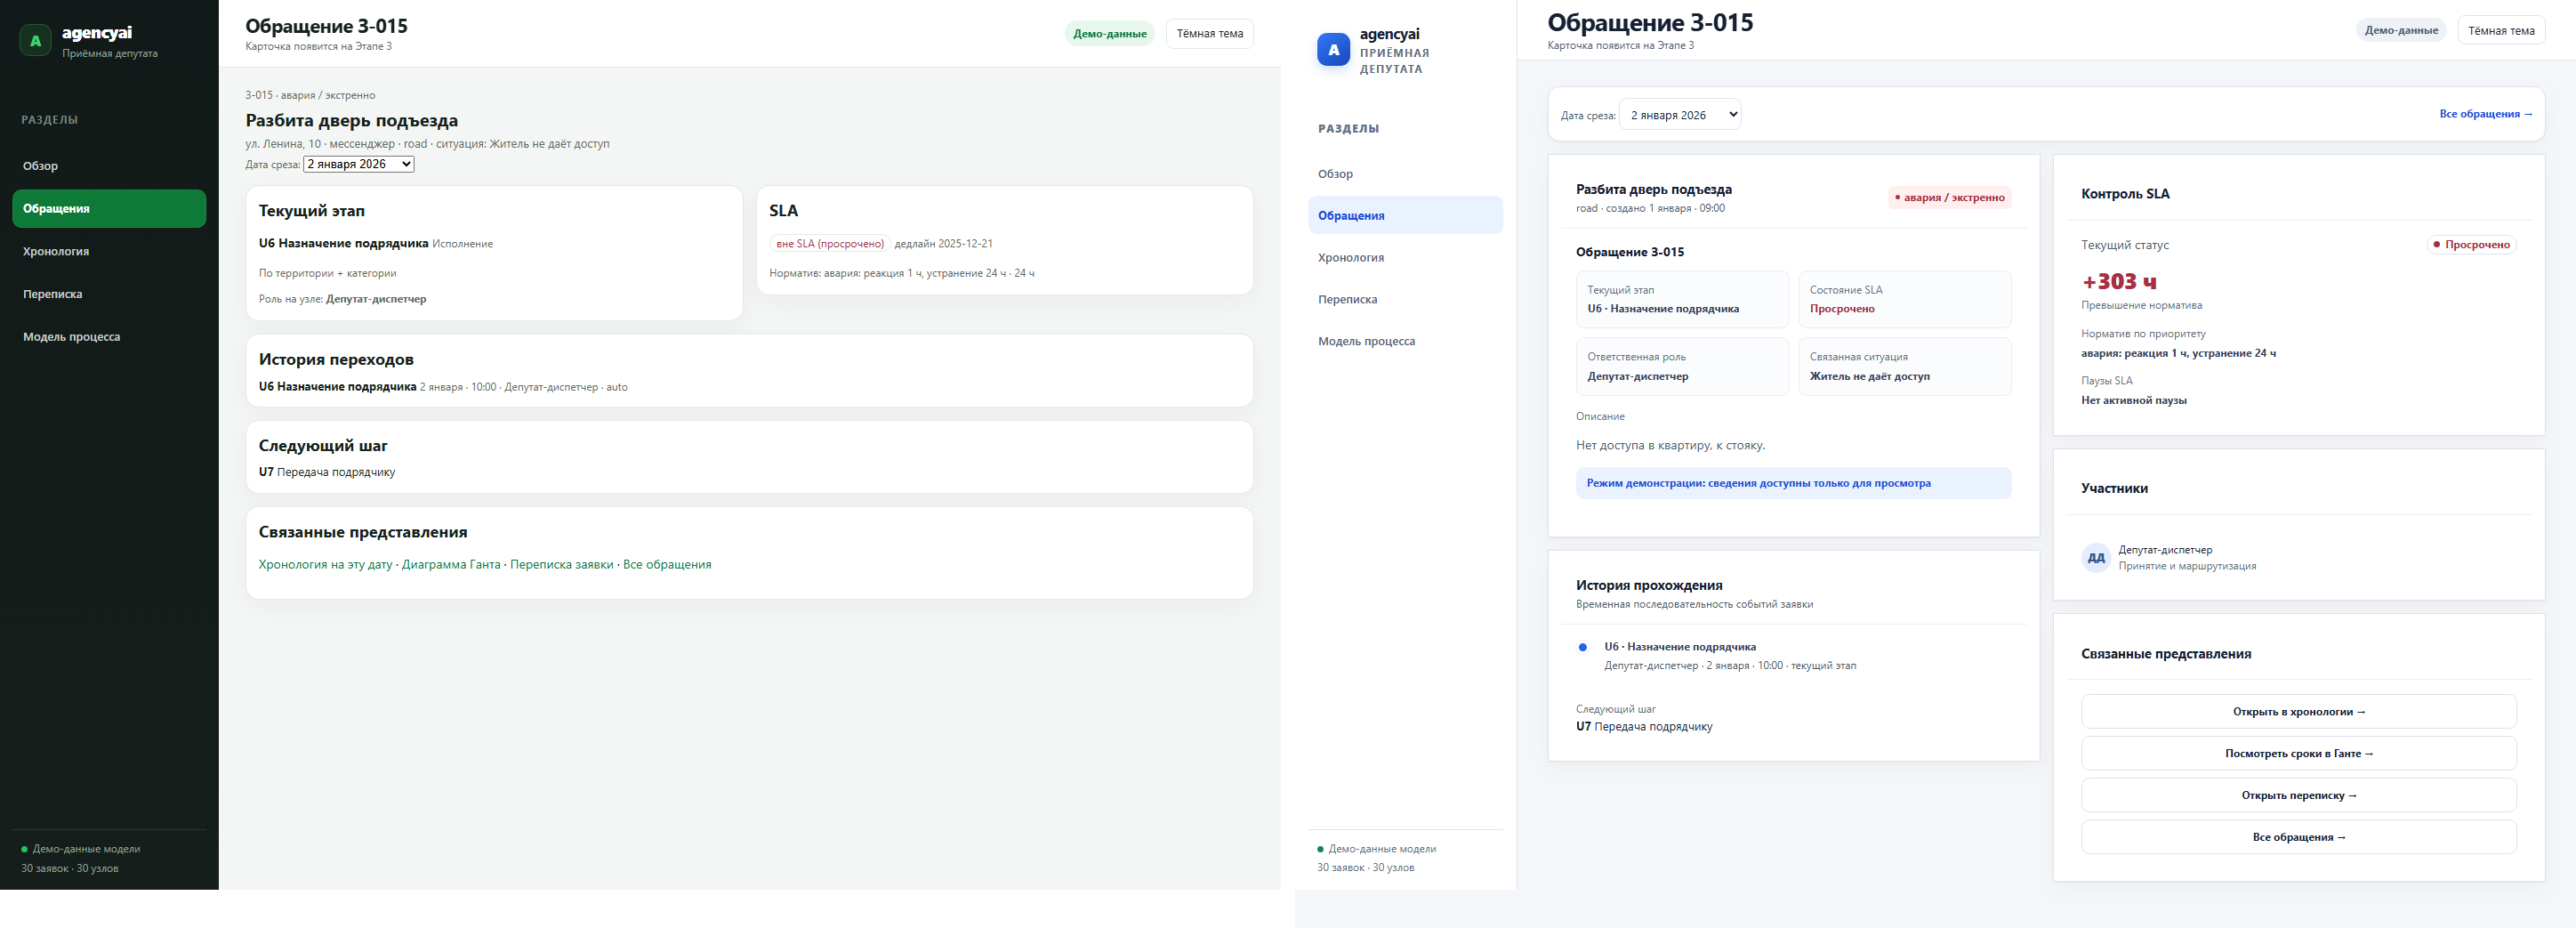 A
agencyai
Приёмная депутата
РАЗДЕЛЫ
Обзор
Обращения
Хронология
Переписка
Модель процесса
Демо-данные модели
30 заявок · 30 узлов
Обращение 3-015
Карточка появится на Этапе 3
Демо-данные
Тёмная тема
3-015 · авария / экстренно
Разбита дверь подъезда
ул. Ленина, 10 · мессенджер · road · ситуация: Житель не даёт доступ
Дата среза: 2 января 2026
Текущий этап
U6 Назначение подрядчика Исполнение
По территории + категории
Роль на узле: Депутат-диспетчер
SLA
вне SLA (просрочено) дедлайн 2025-12-21
Норматив: авария: реакция 1 ч, устранение 24 ч · 24 ч
История переходов
U6 Назначение подрядчика 2 января · 10:00 · Депутат-диспетчер · auto
Следующий шаг
U7 Передача подрядчику
Связанные представления
Хронология на эту дату · Диаграмма Ганта · Переписка заявки · Все обращения
A
agencyai
ПРИЁМНАЯ
ДЕПУТАТА
РАЗДЕЛЫ
Обзор
Обращения
Хронология
Переписка
Модель процесса
Демо-данные модели
30 заявок · 30 узлов
Обращение 3-015
Карточка появится на Этапе 3
Демо-данные
Тёмная тема
Дата среза: 2 января 2026
Все обращения →
Разбита дверь подъезда
road · создано 1 января · 09:00
авария / экстренно
Обращение 3-015
Текущий этап
U6 · Назначение подрядчика
Состояние SLA
Просрочено
Ответственная роль
Депутат-диспетчер
Связанная ситуация
Житель не даёт доступ
Описание
Нет доступа в квартиру, к стояку.
Режим демонстрации: сведения доступны только для просмотра
История прохождения
Временная последовательность событий заявки
U6 · Назначение подрядчика
Депутат-диспетчер · 2 января · 10:00 · текущий этап
Следующий шаг
U7 Передача подрядчику
Контроль SLA
Текущий статус
Просрочено
+303 ч
Превышение норматива
Норматив по приоритету
авария: реакция 1 ч, устранение 24 ч
Паузы SLA
Нет активной паузы
Участники
ДД
Депутат-диспетчер
Принятие и маршрутизация
Связанные представления
Открыть в хронологии →
Посмотреть сроки в Ганте →
Открыть переписку →
Все обращения →